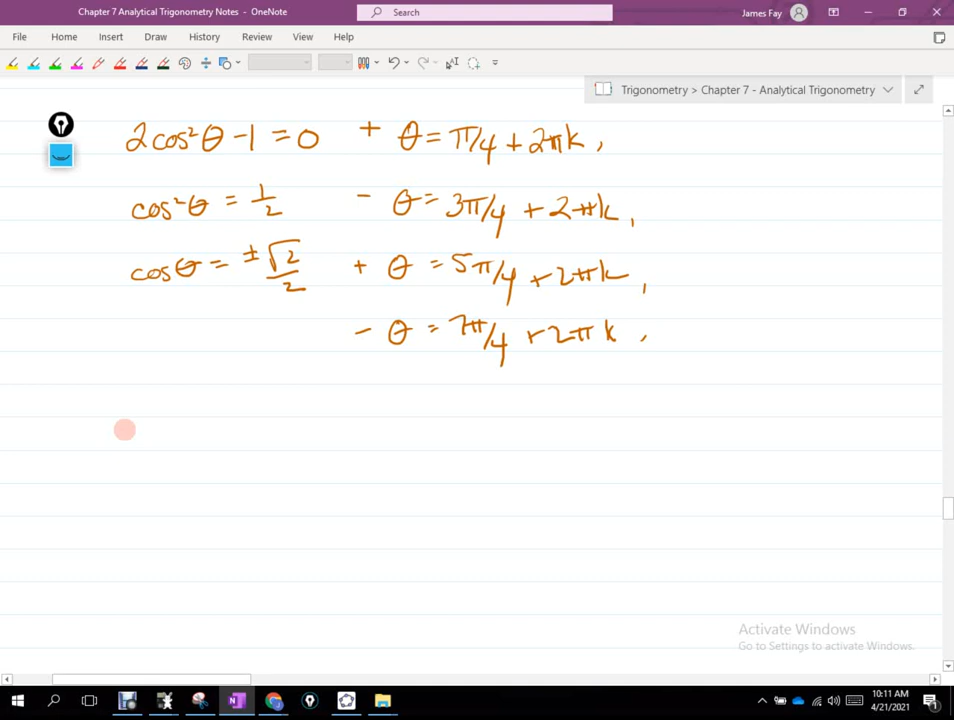 Chapter 7 Analytical Trigonometry Notes - OneNote
Search
James Fay
File Home Insert Draw History Review View Help
Trigonometry > Chapter 7 - Analytical Trigonometry
2cos²θ -1 = 0 + θ = π/4 + 2πk,
cos²θ = 1/2 - θ = 3π/4 + 2πk,
cosθ = ±√2/2 + θ = 5π/4 + 2πk,
- θ = 7π/4 + 2πk,
Activate Windows
Go to Settings to activate Windows.
10:11 AM
4/21/2021